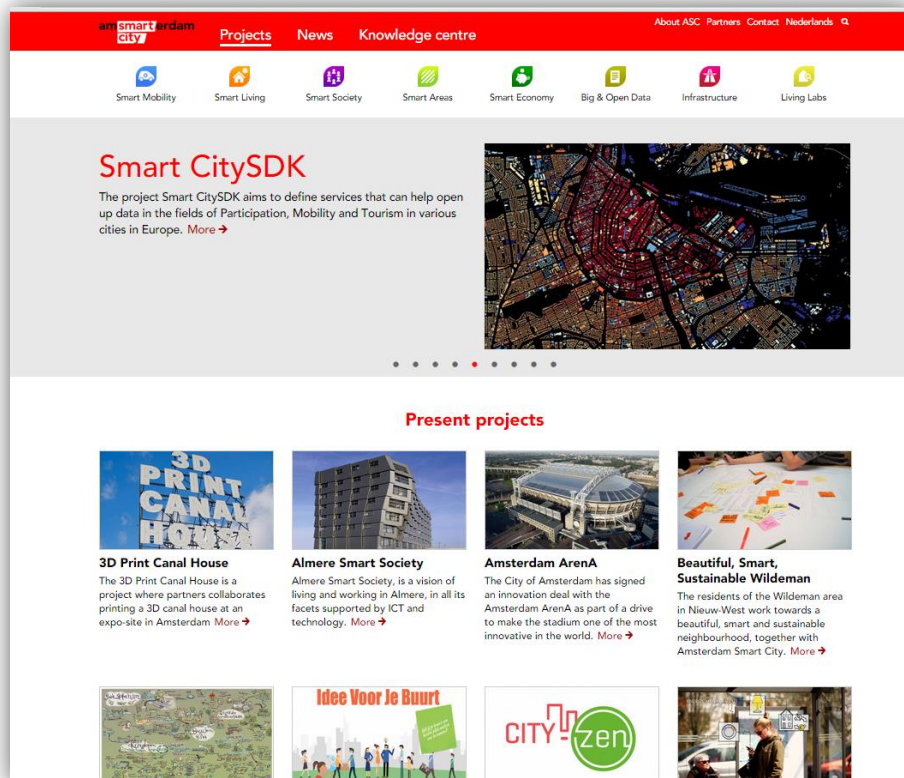 amsmarterdam
city
Projects News Knowledge centre
About ASC Partners Contact Nederlands
Smart Mobility Smart Living Smart Society Smart Areas Smart Economy Big & Open Data Infrastructure Living Labs
Smart CitySDK
The project Smart CitySDK aims to define services that can help open
up data in the fields of Participation, Mobility and Tourism in various
cities in Europe. More →
Present projects
3D
PRINT
CANAL
HOUSE
3D Print Canal House
The 3D Print Canal House is a
project where partners collaborates
printing a 3D canal house at an
expo-site in Amsterdam More →
Almere Smart Society
Almere Smart Society, is a vision of
living and working in Almere, in all its
facets supported by ICT and
technology. More →
Amsterdam ArenA
The City of Amsterdam has signed
an innovation deal with the
Amsterdam ArenA as part of a drive
to make the stadium one of the most
innovative in the world. More →
Beautiful, Smart,
Sustainable Wildeman
The residents of the Wildeman area
in Nieuw-West work towards a
beautiful, smart and sustainable
neighbourhood, together with
Amsterdam Smart City. More →
Idee Voor Je Buurt
CITY zen